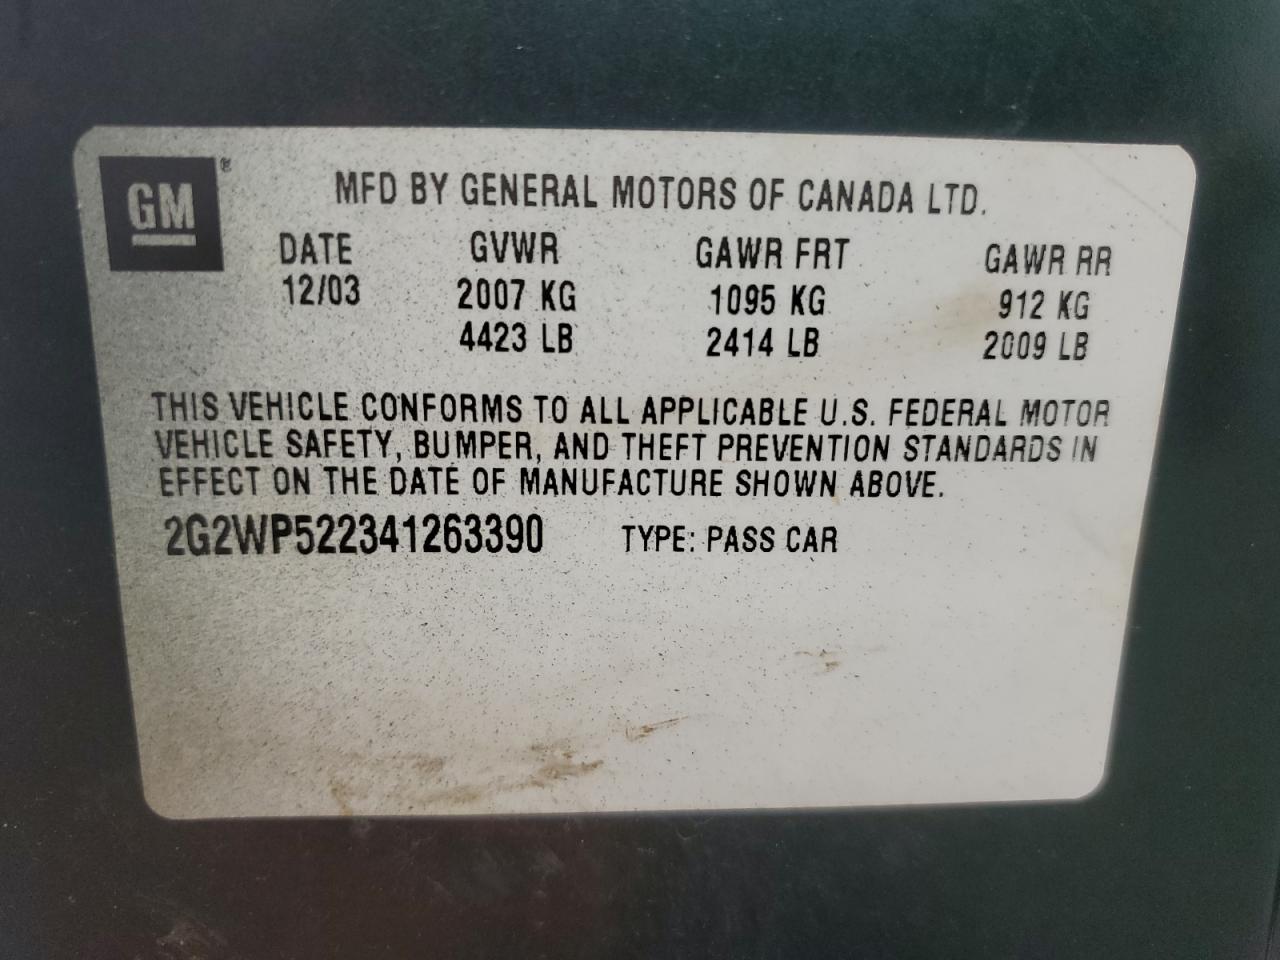 GM ®
MFD BY GENERAL MOTORS OF CANADA LTD.
DATE GVWR GAWR FRT GAWR RR
12/03 2007 KG 1095 KG 912 KG
4423 LB 2414 LB 2009 LB
THIS VEHICLE CONFORMS TO ALL APPLICABLE U.S. FEDERAL MOTOR
VEHICLE SAFETY, BUMPER, AND THEFT PREVENTION STANDARDS IN
EFFECT ON THE DATE OF MANUFACTURE SHOWN ABOVE.
2G2WP522341263390 TYPE: PASS CAR